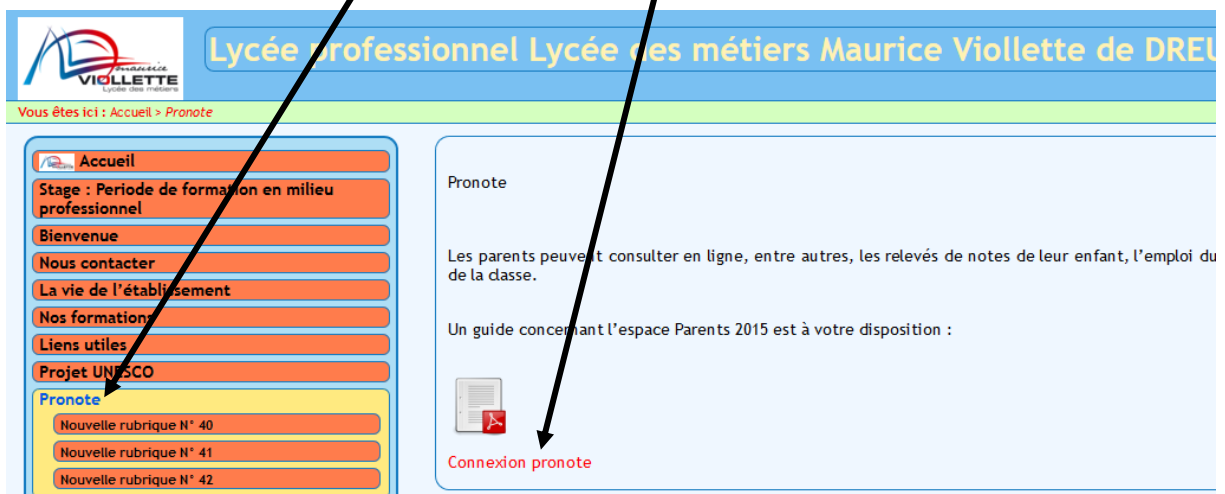 maurice
VIOLLETTE
Lycée des métiers
Lycée professionnel Lycée des métiers Maurice Viollette de DREU
Vous êtes ici : Accueil > Pronote
Accueil
Stage : Periode de formation en milieu
professionnel
Bienvenue
Nous contacter
La vie de l'établissement
Nos formations
Liens utiles
Projet UNESCO
Pronote
Nouvelle rubrique N° 40
Nouvelle rubrique N° 41
Nouvelle rubrique N° 42
Pronote
Les parents peuvent consulter en ligne, entre autres, les relevés de notes de leur enfant, l'emploi du
de la classe.
Un guide concernant l'espace Parents 2015 est à votre disposition :
Connexion pronote